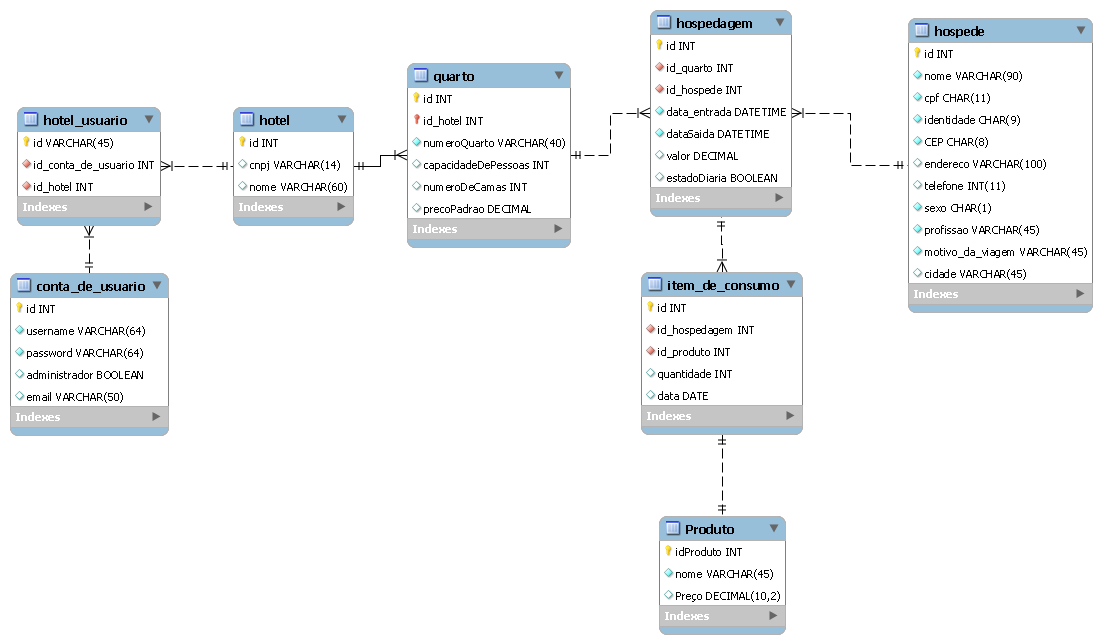 hotel_usuario
id VARCHAR(45)
id_conta_de_usuario INT
id_hotel INT
Indexes
conta_de_usuario
id INT
username VARCHAR(64)
password VARCHAR(64)
administrador BOOLEAN
email VARCHAR(50)
Indexes
hotel
id INT
cnpj VARCHAR(14)
nome VARCHAR(60)
Indexes
quarto
id INT
id_hotel INT
numeroQuarto VARCHAR(40)
capacidadeDePessoas INT
numeroDeCamas INT
precoPadrao DECIMAL
Indexes
hospedagem
id INT
id_quarto INT
id_hospede INT
data_entrada DATETIME
dataSaida DATETIME
valor DECIMAL
estadoDiaria BOOLEAN
Indexes
item_de_consumo
id INT
id_hospedagem INT
id_produto INT
quantidade INT
data DATE
Indexes
Produto
idProduto INT
nome VARCHAR(45)
Preço DECIMAL(10,2)
Indexes
hospede
id INT
nome VARCHAR(90)
cpf CHAR(11)
identidade CHAR(9)
CEP CHAR(8)
endereco VARCHAR(100)
telefone INT(11)
sexo CHAR(1)
profissao VARCHAR(45)
motivo_da_viagem VARCHAR(45)
cidade VARCHAR(45)
Indexes